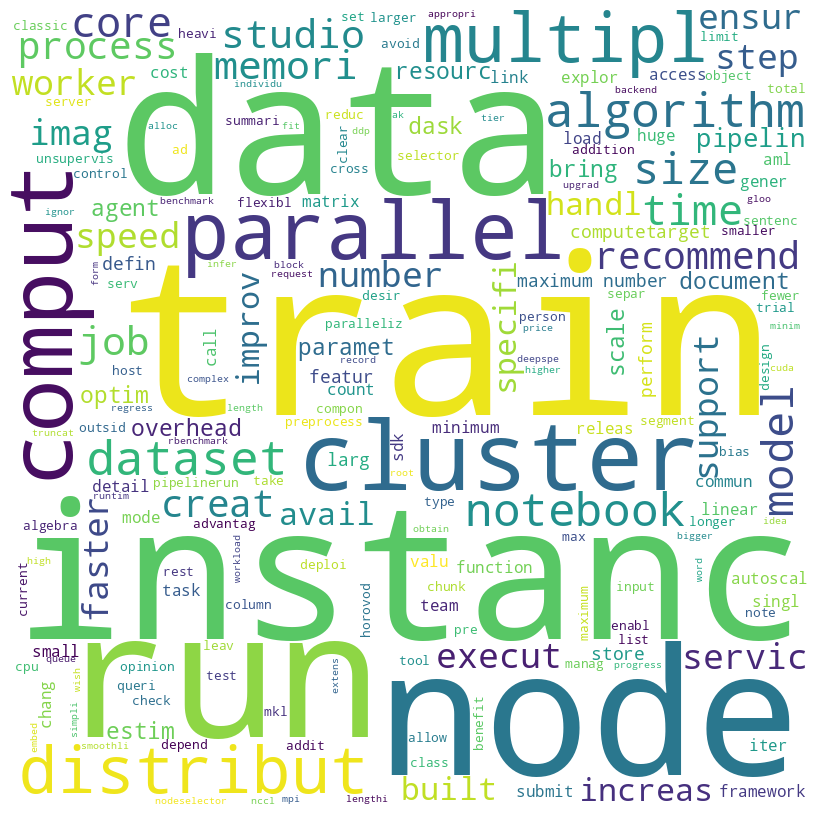 classic
heavi
core
set
larger
appropri
multipl
ensur
process
studio
avoid
limit
worker
cost
memori
resourc
link
explor
access
object
step
server
individu
data
backend
total
alloc
summari
fit
reduc
ddp
ak
tier
dask
algorithm
imag
unsupervis
control
ad
clear
cross
selector
load
addition
huge
pipelin
aml
benchmark
upgrad
bring
size
gener
ignor
agent
flexibl
matrix
handl
time
gloo
smaller
sentenc
comput
speed
parallel
computetarget
defin
serv
form
infer
block
request
number
desir
recommend
specifi
maximum
number
document
separ
fewer
trial
minim
train
job
host
call
improv
paralleliz
record
paramet
person
price
deepspe
higher
scale
perform
design
cuda
optim
complex
regress
featur
count
length
compon
preprocess
outsid
truncat
overhead
rbenchmark
minimum
releas
segment
support
model
dataset
cluster
sdk
bias
detail
pipelinerun
take
larg
root
commun
runtim
faster
mode
creat
avail
type
notebook
linear
longer
algebra
advantag
obtain
bigger
idea
instanc
max
current
high
rest
task
workload
column
deploi
horovod
valu
chunk
function
team
pre
input
maximum
word
autoscal
singl
enabl
list
note
small
queue
leav
run
execut
store
servic
cpu
wish
opinion
queri
check
test
extens
tool
manag
progress
node
chang
simpli
embed
smoothli
estim
mkl
allow
benefit
iter
depend
addit
class
distribut
built
submit
increas
framework
nodeselector
nccl
mpi
lengthi